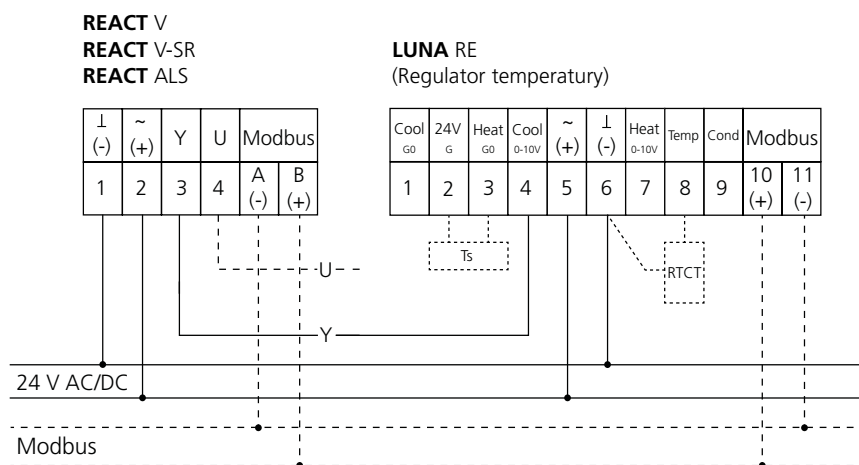 REACT V
REACT V-SR
REACT ALS
LUNA RE
(Regulator temperatury)
⊥ (-) ~ (+) Y U Modbus
1 2 3 4 A (-) B (+)
Cool G0 24V G Heat G0 Cool 0-10V ~ (+) ⊥ (-) Heat 0-10V Temp Cond Modbus
1 2 3 4 5 6 7 8 9 10 (+) 11 (-)
Ts
U
RTCT
Y
24 V AC/DC
Modbus